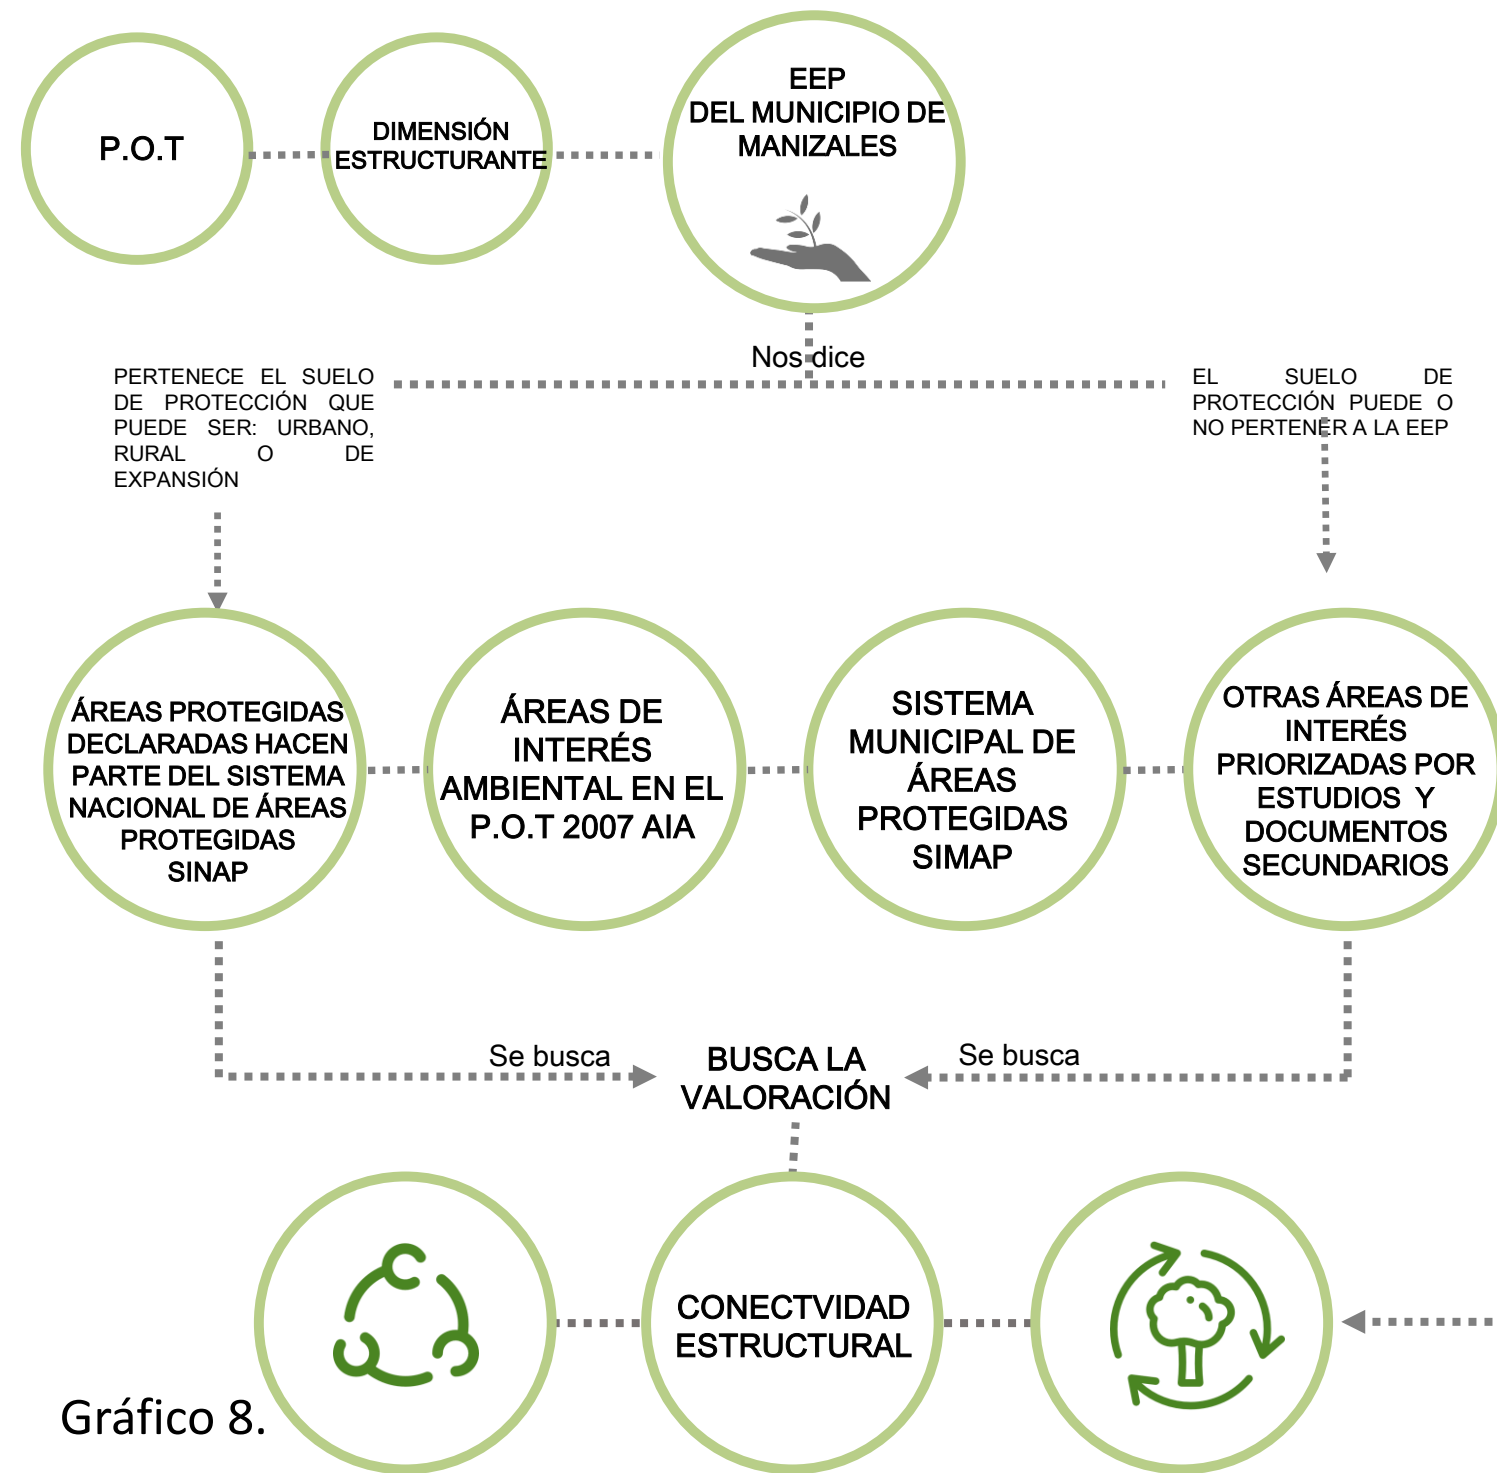 P.O.T
DIMENSIÓN
ESTRUCTURANTE
EEP
DEL MUNICIPIO DE
MANIZALES
Nos dice
PERTENECE EL SUELO
DE PROTECCIÓN QUE
PUEDE SER: URBANO,
RURAL O DE
EXPANSIÓN
EL SUELO DE
PROTECCIÓN PUEDE O
NO PERTENER A LA EEP
ÁREAS PROTEGIDAS
DECLARADAS HACEN
PARTE DEL SISTEMA
NACIONAL DE ÁREAS
PROTEGIDAS
SINAP
ÁREAS DE
INTERÉS
AMBIENTAL EN EL
P.O.T 2007 AIA
SISTEMA
MUNICIPAL DE
ÁREAS
PROTEGIDAS
SIMAP
OTRAS ÁREAS DE
INTERÉS
PRIORIZADAS POR
ESTUDIOS Y
DOCUMENTOS
SECUNDARIOS
Se busca
BUSCA LA
VALORACIÓN
Se busca
CONECTVIDAD
ESTRUCTURAL
Gráfico 8.